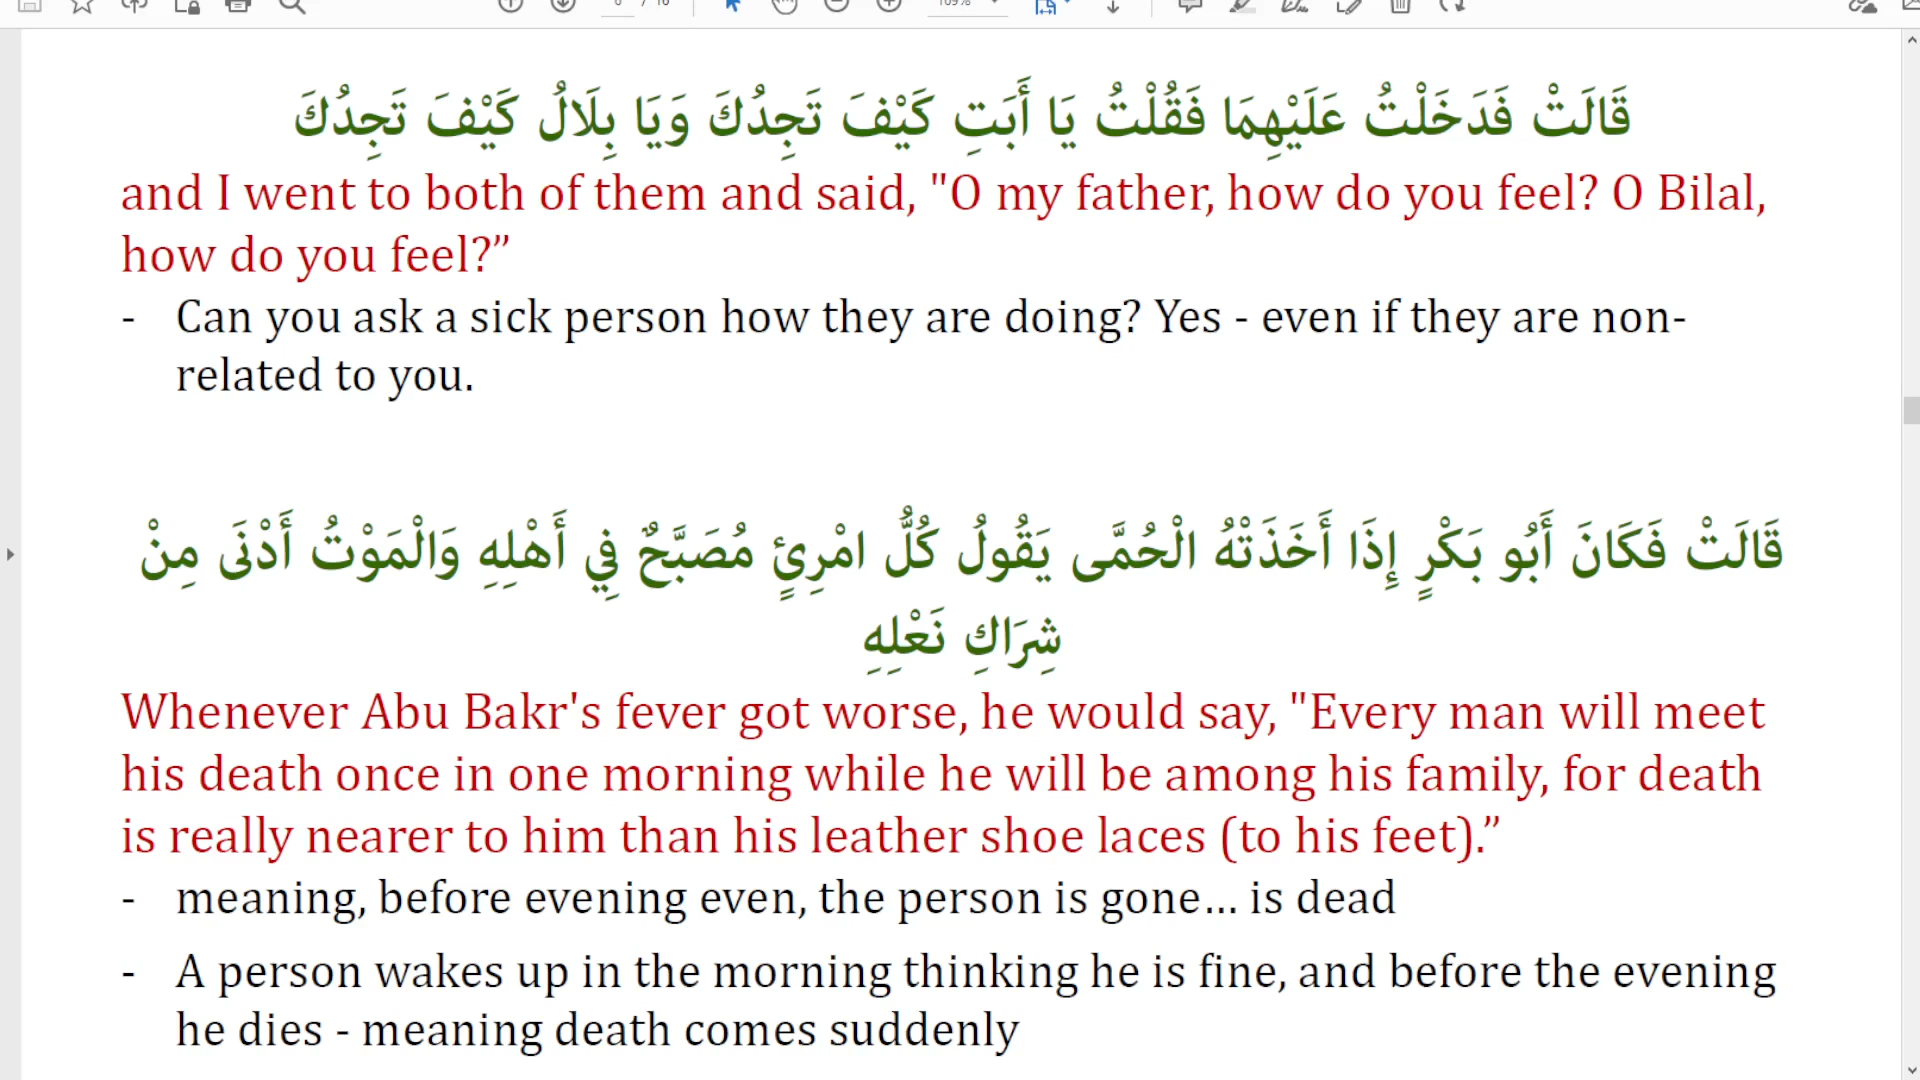 قَالَتْ فَدَخَلْتُ عَلَيْهِمَا فَقُلْتُ يَا أَبَتِ كَيْفَ تَجِدُكَ وَيَا بِلَالُ كَيْفَ تَجِدُكَ
and I went to both of them and said, "O my father, how do you feel? O Bilal,
how do you feel?”
- Can you ask a sick person how they are doing? Yes - even if they are non-
related to you.
قَالَتْ فَكَانَ أَبُو بَكْرٍ إِذَا أَخَذَتْهُ الْحُمَّى يَقُولُ كُلُّ امْرِئٍ مُصَبَّحٌ فِي أَهْلِهِ وَالْمَوْتُ أَدْنَى مِنْ
شِرَاكِ نَعْلِهِ
Whenever Abu Bakr's fever got worse, he would say, "Every man will meet
his death once in one morning while he will be among his family, for death
is really nearer to him than his leather shoe laces (to his feet).”
- meaning, before evening even, the person is gone... is dead
- A person wakes up in the morning thinking he is fine, and before the evening
he dies - meaning death comes suddenly